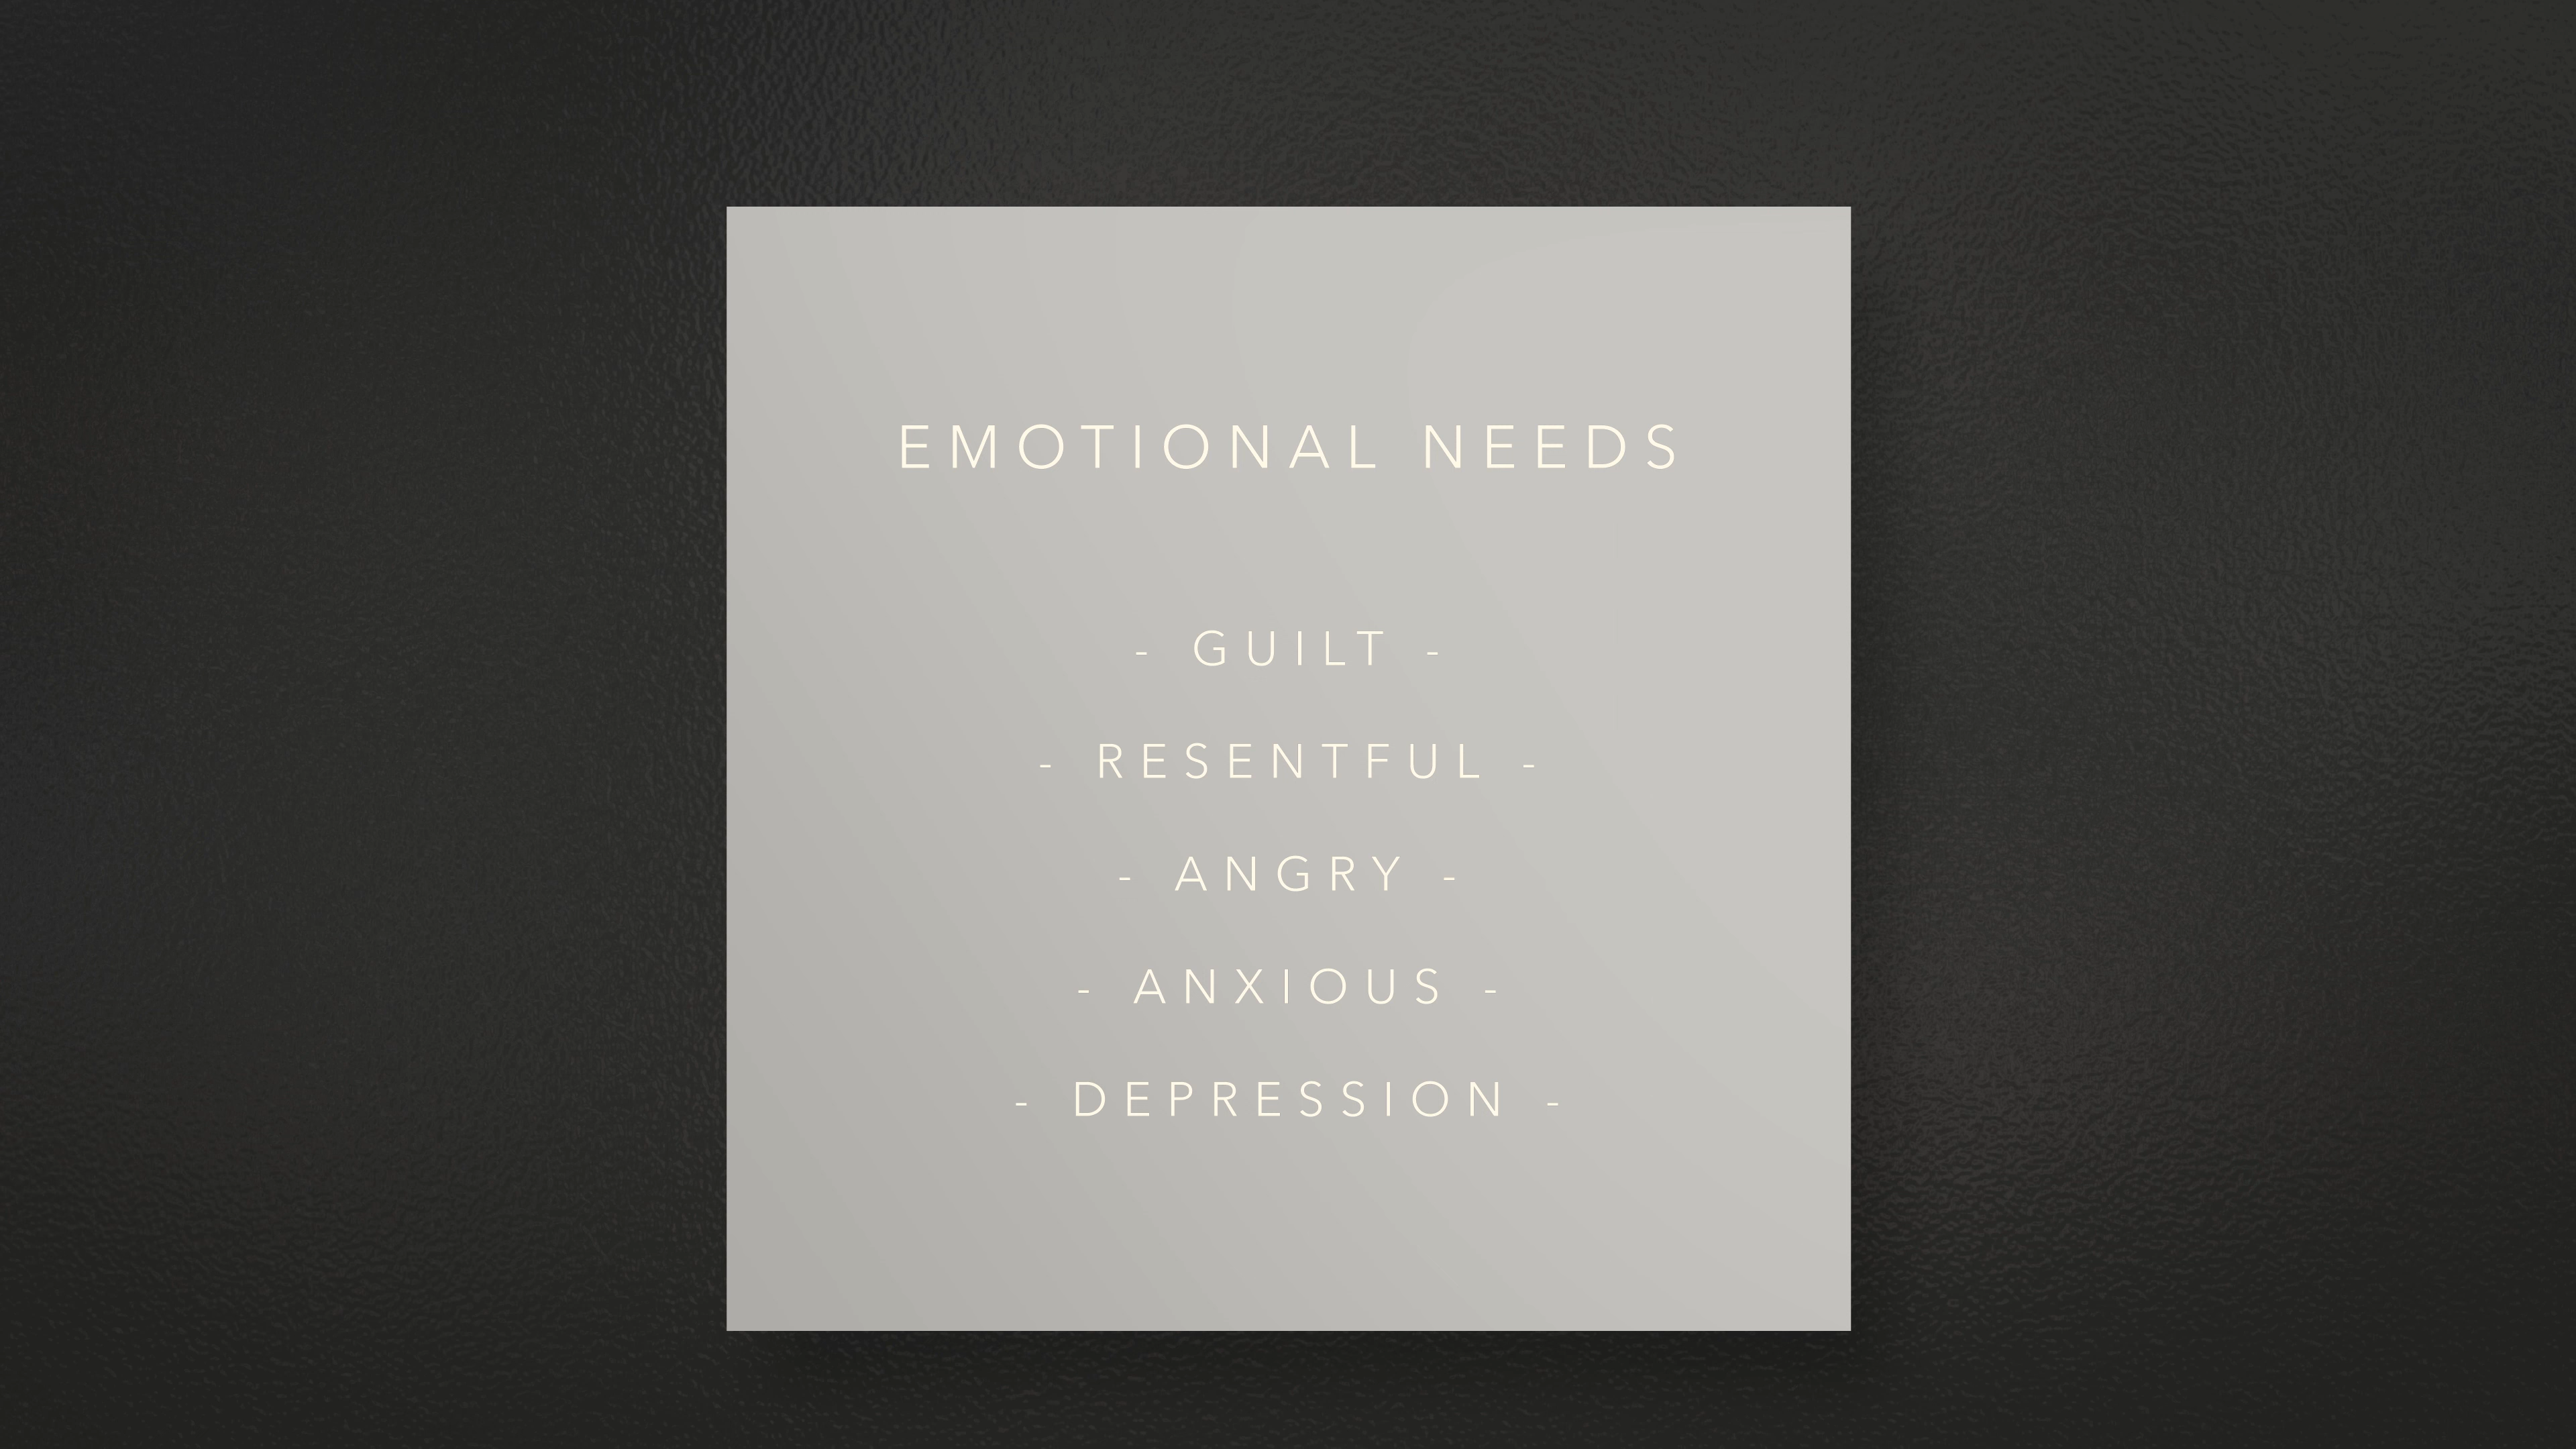 EMOTIONAL NEEDS
- GUILT -
- RESENTFUL -
- ANGRY -
- ANXIOUS -
- DEPRESSION -